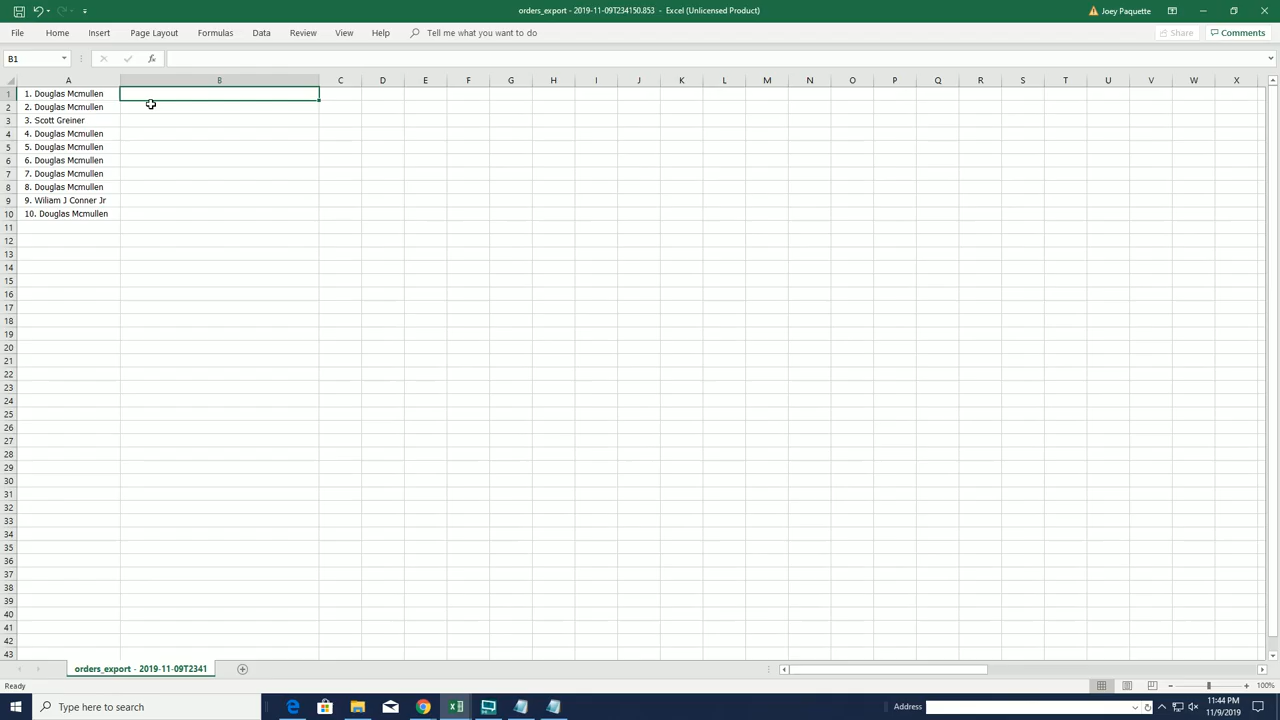 orders_export - 2019-11-09T234150.853 - Excel (Unlicensed Product)
Joey Paquette
File Home Insert Page Layout Formulas Data Review View Help Tell me what you want to do
Share Comments
B1 fx
A B C D E F G H I J K L M N O P Q R S T U V W X
1 1. Douglas Mcmullen
2 2. Douglas Mcmullen
3 3. Scott Greiner
4 4. Douglas Mcmullen
5 5. Douglas Mcmullen
6 6. Douglas Mcmullen
7 7. Douglas Mcmullen
8 8. Douglas Mcmullen
9 9. Wiliam J Conner Jr
10 10. Douglas Mcmullen
11
12
13
14
15
16
17
18
19
20
21
22
23
24
25
26
27
28
29
30
31
32
33
34
35
36
37
38
39
40
41
42
43
orders_export - 2019-11-09T2341
Ready
100%
Type here to search
Address
11:44 PM
11/9/2019